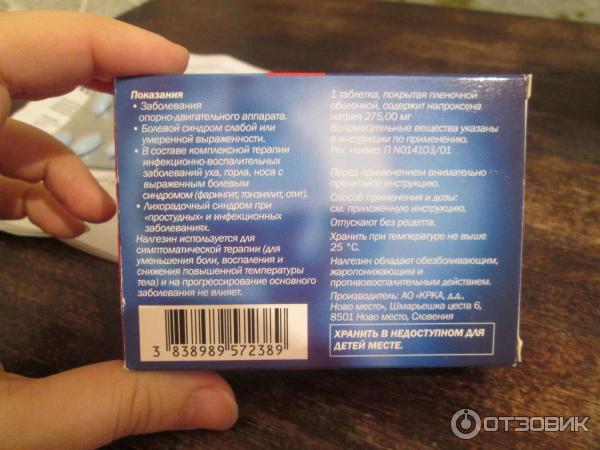 Показания
• Заболевания
опорно-двигательного аппарата.
• Болевой синдром слабой или
умеренной выраженности.
• В составе комплексной терапии
инфекционно-воспалительных
заболеваний уха, горла, носа с
выраженным болевым
синдромом (фарингит, тонзилит, отит).
• Лихорадочный синдром при
«простудных» и инфекционных
заболеваниях.
Налгезин используется для
симптоматической терапии (для
уменьшения боли, воспаления и
снижения повышенной температуры
тела) и на прогрессирование основного
заболевания не влияет.
3 838989 572389
1 таблетка, покрытая пленочной
оболочкой, содержит напроксена
натрия 275,00 мг
Вспомогательные вещества указаны
в инструкции по применению.
Рег. номер: П N014103/01
Перед применением внимательно
прочитайте инструкцию.
Способ применения и дозы:
см. приложенную инструкцию.
Отпускают без рецепта.
Хранить при температуре не выше
25 °C.
Налгезин обладает обезболивающим,
жаропонижающим и
противовоспалительным действием.
Производитель: АО «КРКА, д.д.,
Ново место», Шмарьешка цеста 6,
8501 Ново место, Словения
ХРАНИТЬ В НЕДОСТУПНОМ ДЛЯ
ДЕТЕЙ МЕСТЕ.
ОТЗОВИК